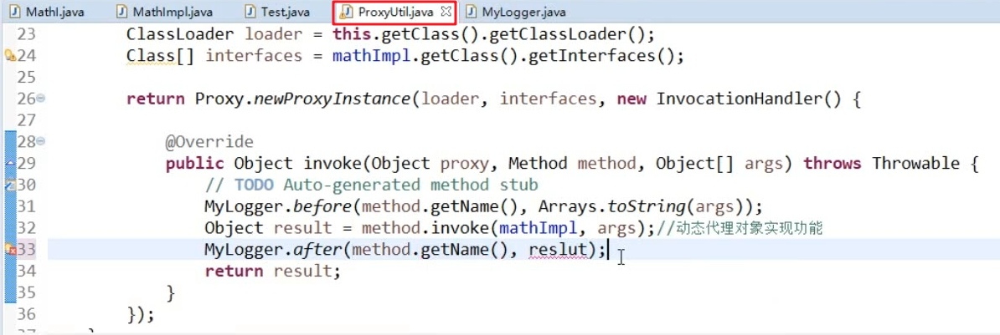 MathI.java MathImpl.java Test.java ProxyUtil.java MyLogger.java
23 ClassLoader loader = this.getClass().getClassLoader();
24 Class[] interfaces = mathImpl.getClass().getInterfaces();
25
26 return Proxy.newProxyInstance(loader, interfaces, new InvocationHandler() {
27
28 @Override
29 public Object invoke(Object proxy, Method method, Object[] args) throws Throwable {
30 // TODO Auto-generated method stub
31 MyLogger.before(method.getName(), Arrays.toString(args));
32 Object result = method.invoke(mathImpl, args);//动态代理对象实现功能
33 MyLogger.after(method.getName(), reslut);
34 return result;
35 }
36 });